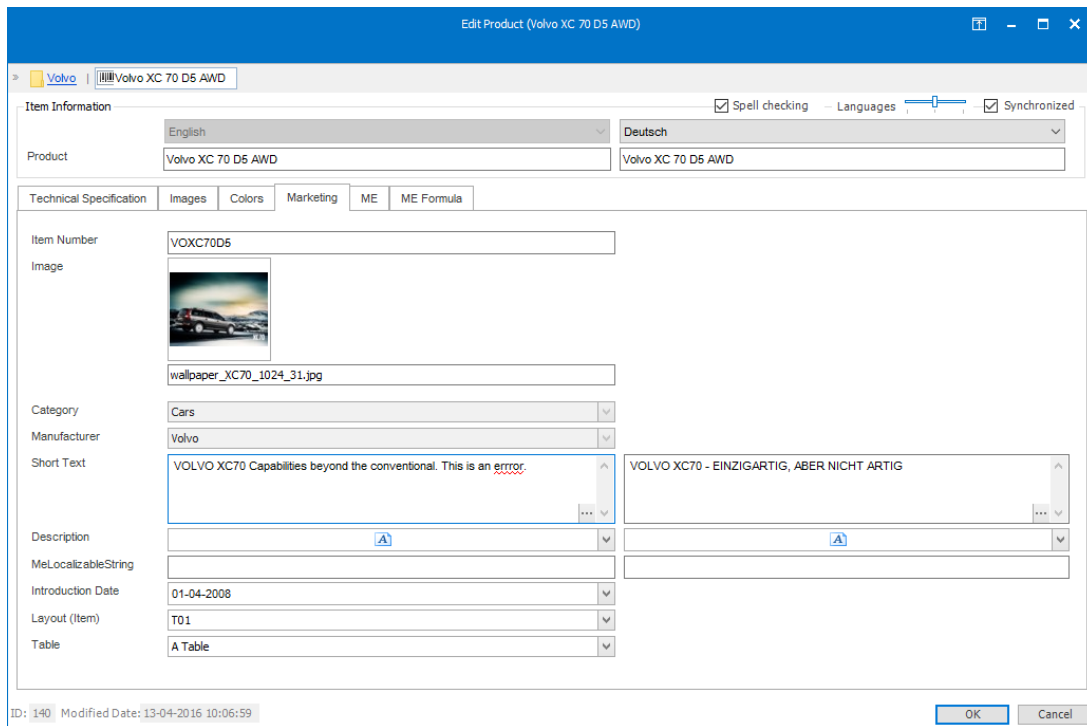 Edit Product (Volvo XC 70 D5 AWD)
» Volvo | Volvo XC 70 D5 AWD
Item Information Spell checking Languages Synchronized
English Deutsch
Product Volvo XC 70 D5 AWD Volvo XC 70 D5 AWD
Technical Specification Images Colors Marketing ME ME Formula
Item Number VOXC70D5
Image
wallpaper_XC70_1024_31.jpg
Category Cars
Manufacturer Volvo
Short Text VOLVO XC70 Capabilities beyond the conventional. This is an errror. VOLVO XC70 - EINZIGARTIG, ABER NICHT ARTIG
... ...
Description A A
MeLocalizableString
Introduction Date 01-04-2008
Layout (Item) T01
Table A Table
ID: 140 Modified Date: 13-04-2016 10:06:59
OK Cancel